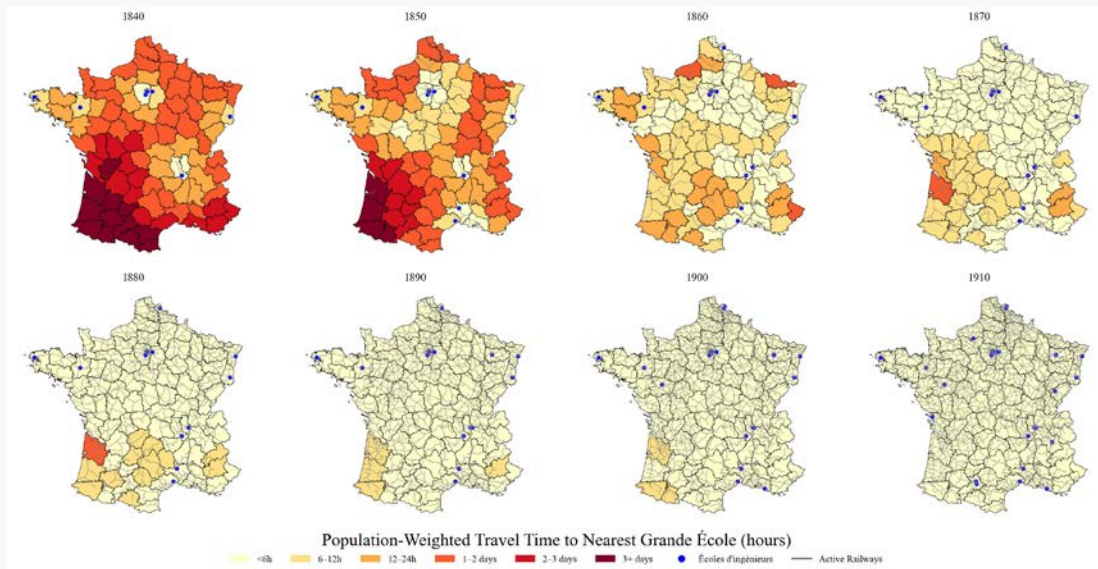 1840 1850 1860 1870
1880 1890 1900 1910
Population-Weighted Travel Time to Nearest Grande École (hours)
<6h 6–12h 12–24h 1–2 days 2–3 days 3+ days Écoles d'ingénieurs Active Railways